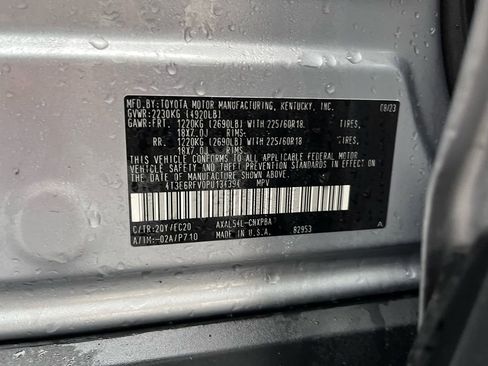 MFD.BY:TOYOTA MOTOR MANUFACTURING, KENTUCKY, INC. 08/23
GVWR:2230KG (4920LB)
GAWR:FRT. 1220KG (2690LB) WITH 225/60R18 TIRES,
18X7.0J RIMS
RR. 1220KG (2690LB) WITH 225/60R18 TIRES,
18X7.0J RIMS
THIS VEHICLE CONFORMS TO ALL APPLICABLE FEDERAL MOTOR
VEHICLE SAFETY AND THEFT PREVENTION STANDARDS IN EFFECT ON
THE DATE OF MANUFACTURE SHOWN ABOVE.
MPV
C/TR:2QY/EC20 AXAL54L-CNXPBA A
A/TM:-02A/P710 MADE IN U.S.A. 82953